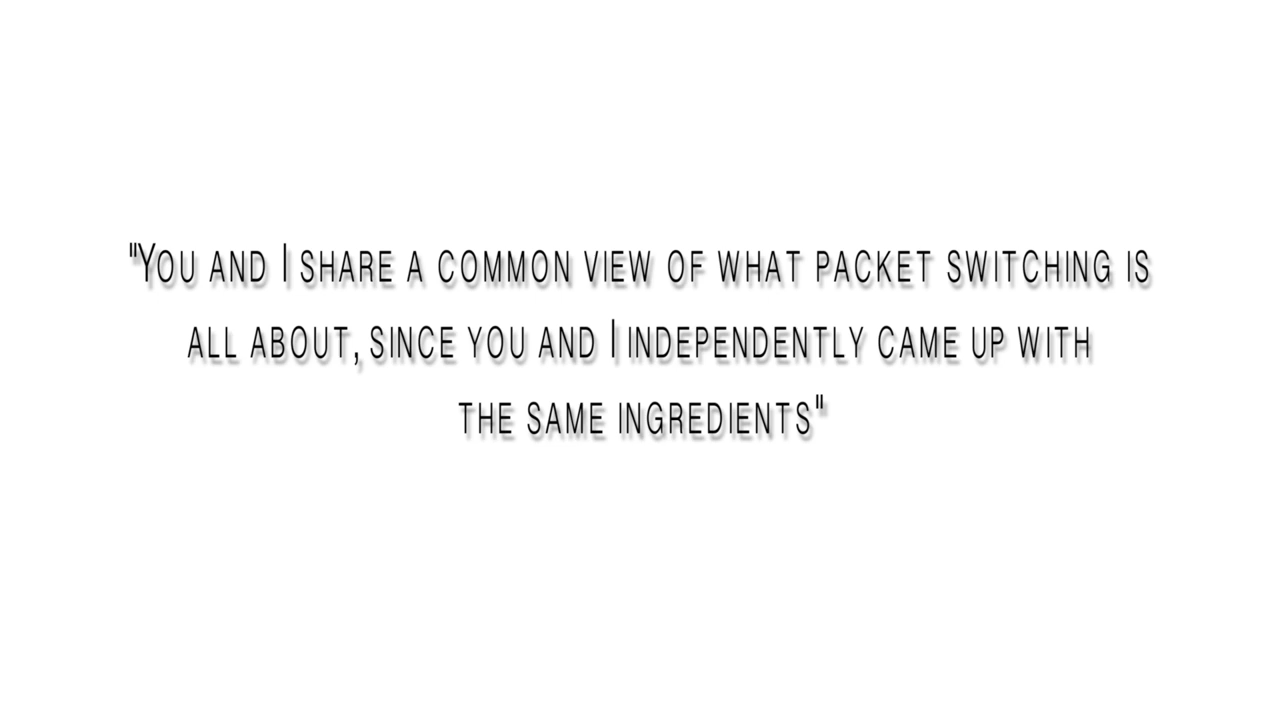 "You and I share a common view of what packet switching is
all about, since you and I independently came up with
the same ingredients"